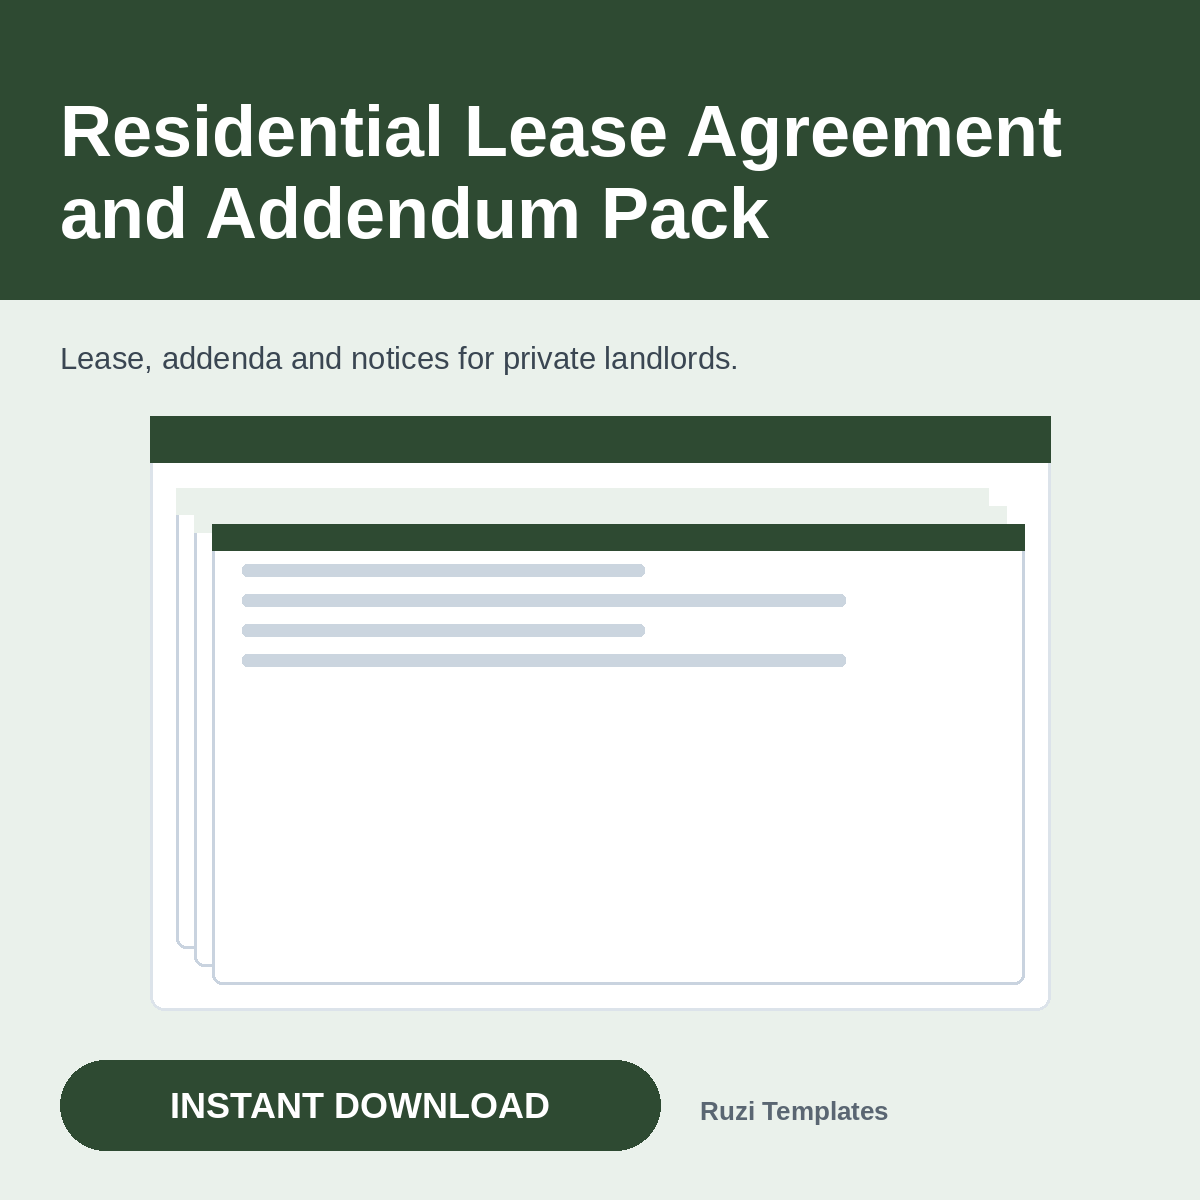 Residential Lease Agreement
and Addendum Pack
Lease, addenda and notices for private landlords.
INSTANT DOWNLOAD
Ruzi Templates